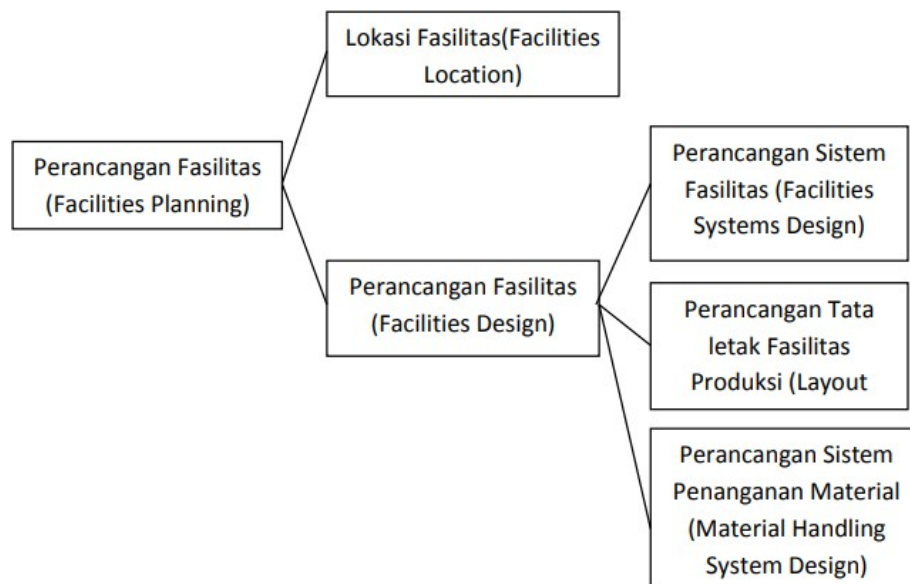 Lokasi Fasilitas(Facilities
Location)
Perancangan Fasilitas
(Facilities Planning)
Perancangan Fasilitas
(Facilities Design)
Perancangan Sistem
Fasilitas (Facilities
Systems Design)
Perancangan Tata
letak Fasilitas
Produksi (Layout
Perancangan Sistem
Penanganan Material
(Material Handling
System Design)